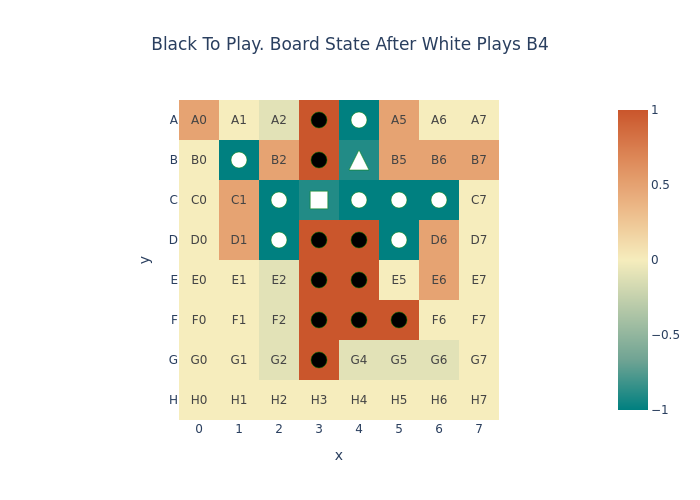 Black To Play. Board State After White Plays B4
A A0 A1 A2 A5 A6 A7
B B0 B2 B5 B6 B7
C C0 C1 C7
D D0 D1 D6 D7
E E0 E1 E2 E5 E6 E7
F F0 F1 F2 F6 F7
G G0 G1 G2 G4 G5 G6 G7
H H0 H1 H2 H3 H4 H5 H6 H7
0 1 2 3 4 5 6 7
x
y
1
0.5
0
−0.5
−1